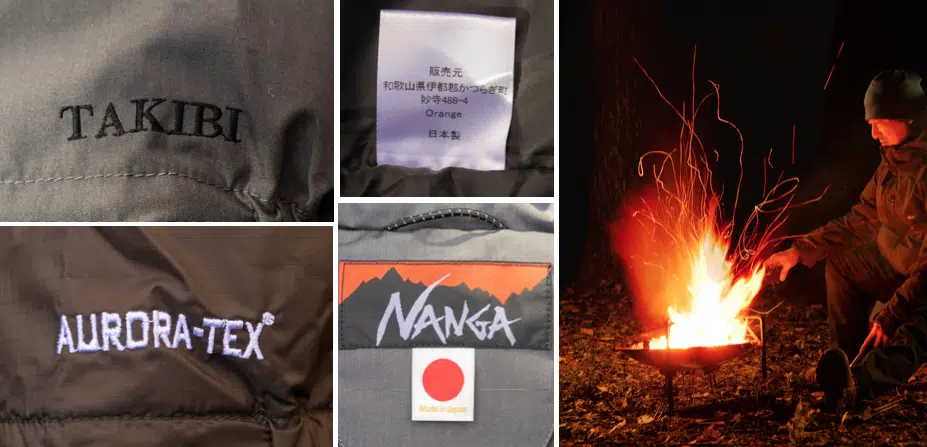 TAKIBI
販売元
和歌山県伊都郡かつらぎ町
妙寺488-4
Orange
日本製
AURORA-TEX®
NANGA
Made in Japan